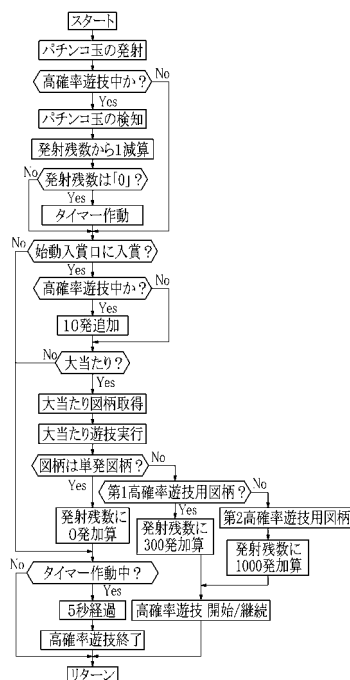 スタート
パチンコ玉の発射
高確率遊技中か?
No
Yes
パチンコ玉の検知
発射残数から1減算
No
発射残数は「0」?
Yes
タイマー作動
No
始動入賞口に入賞?
Yes
高確率遊技中か?
No
Yes
10発追加
No
大当たり?
Yes
大当たり図柄取得
大当たり遊技実行
図柄は単発図柄?
No
Yes
第1高確率遊技用図柄?
No
発射残数に
0発加算
Yes
発射残数に
300発加算
第2高確率遊技用図柄
発射残数に
1000発加算
No
タイマー作動中?
Yes
5秒経過
高確率遊技 開始/継続
高確率遊技終了
リターン